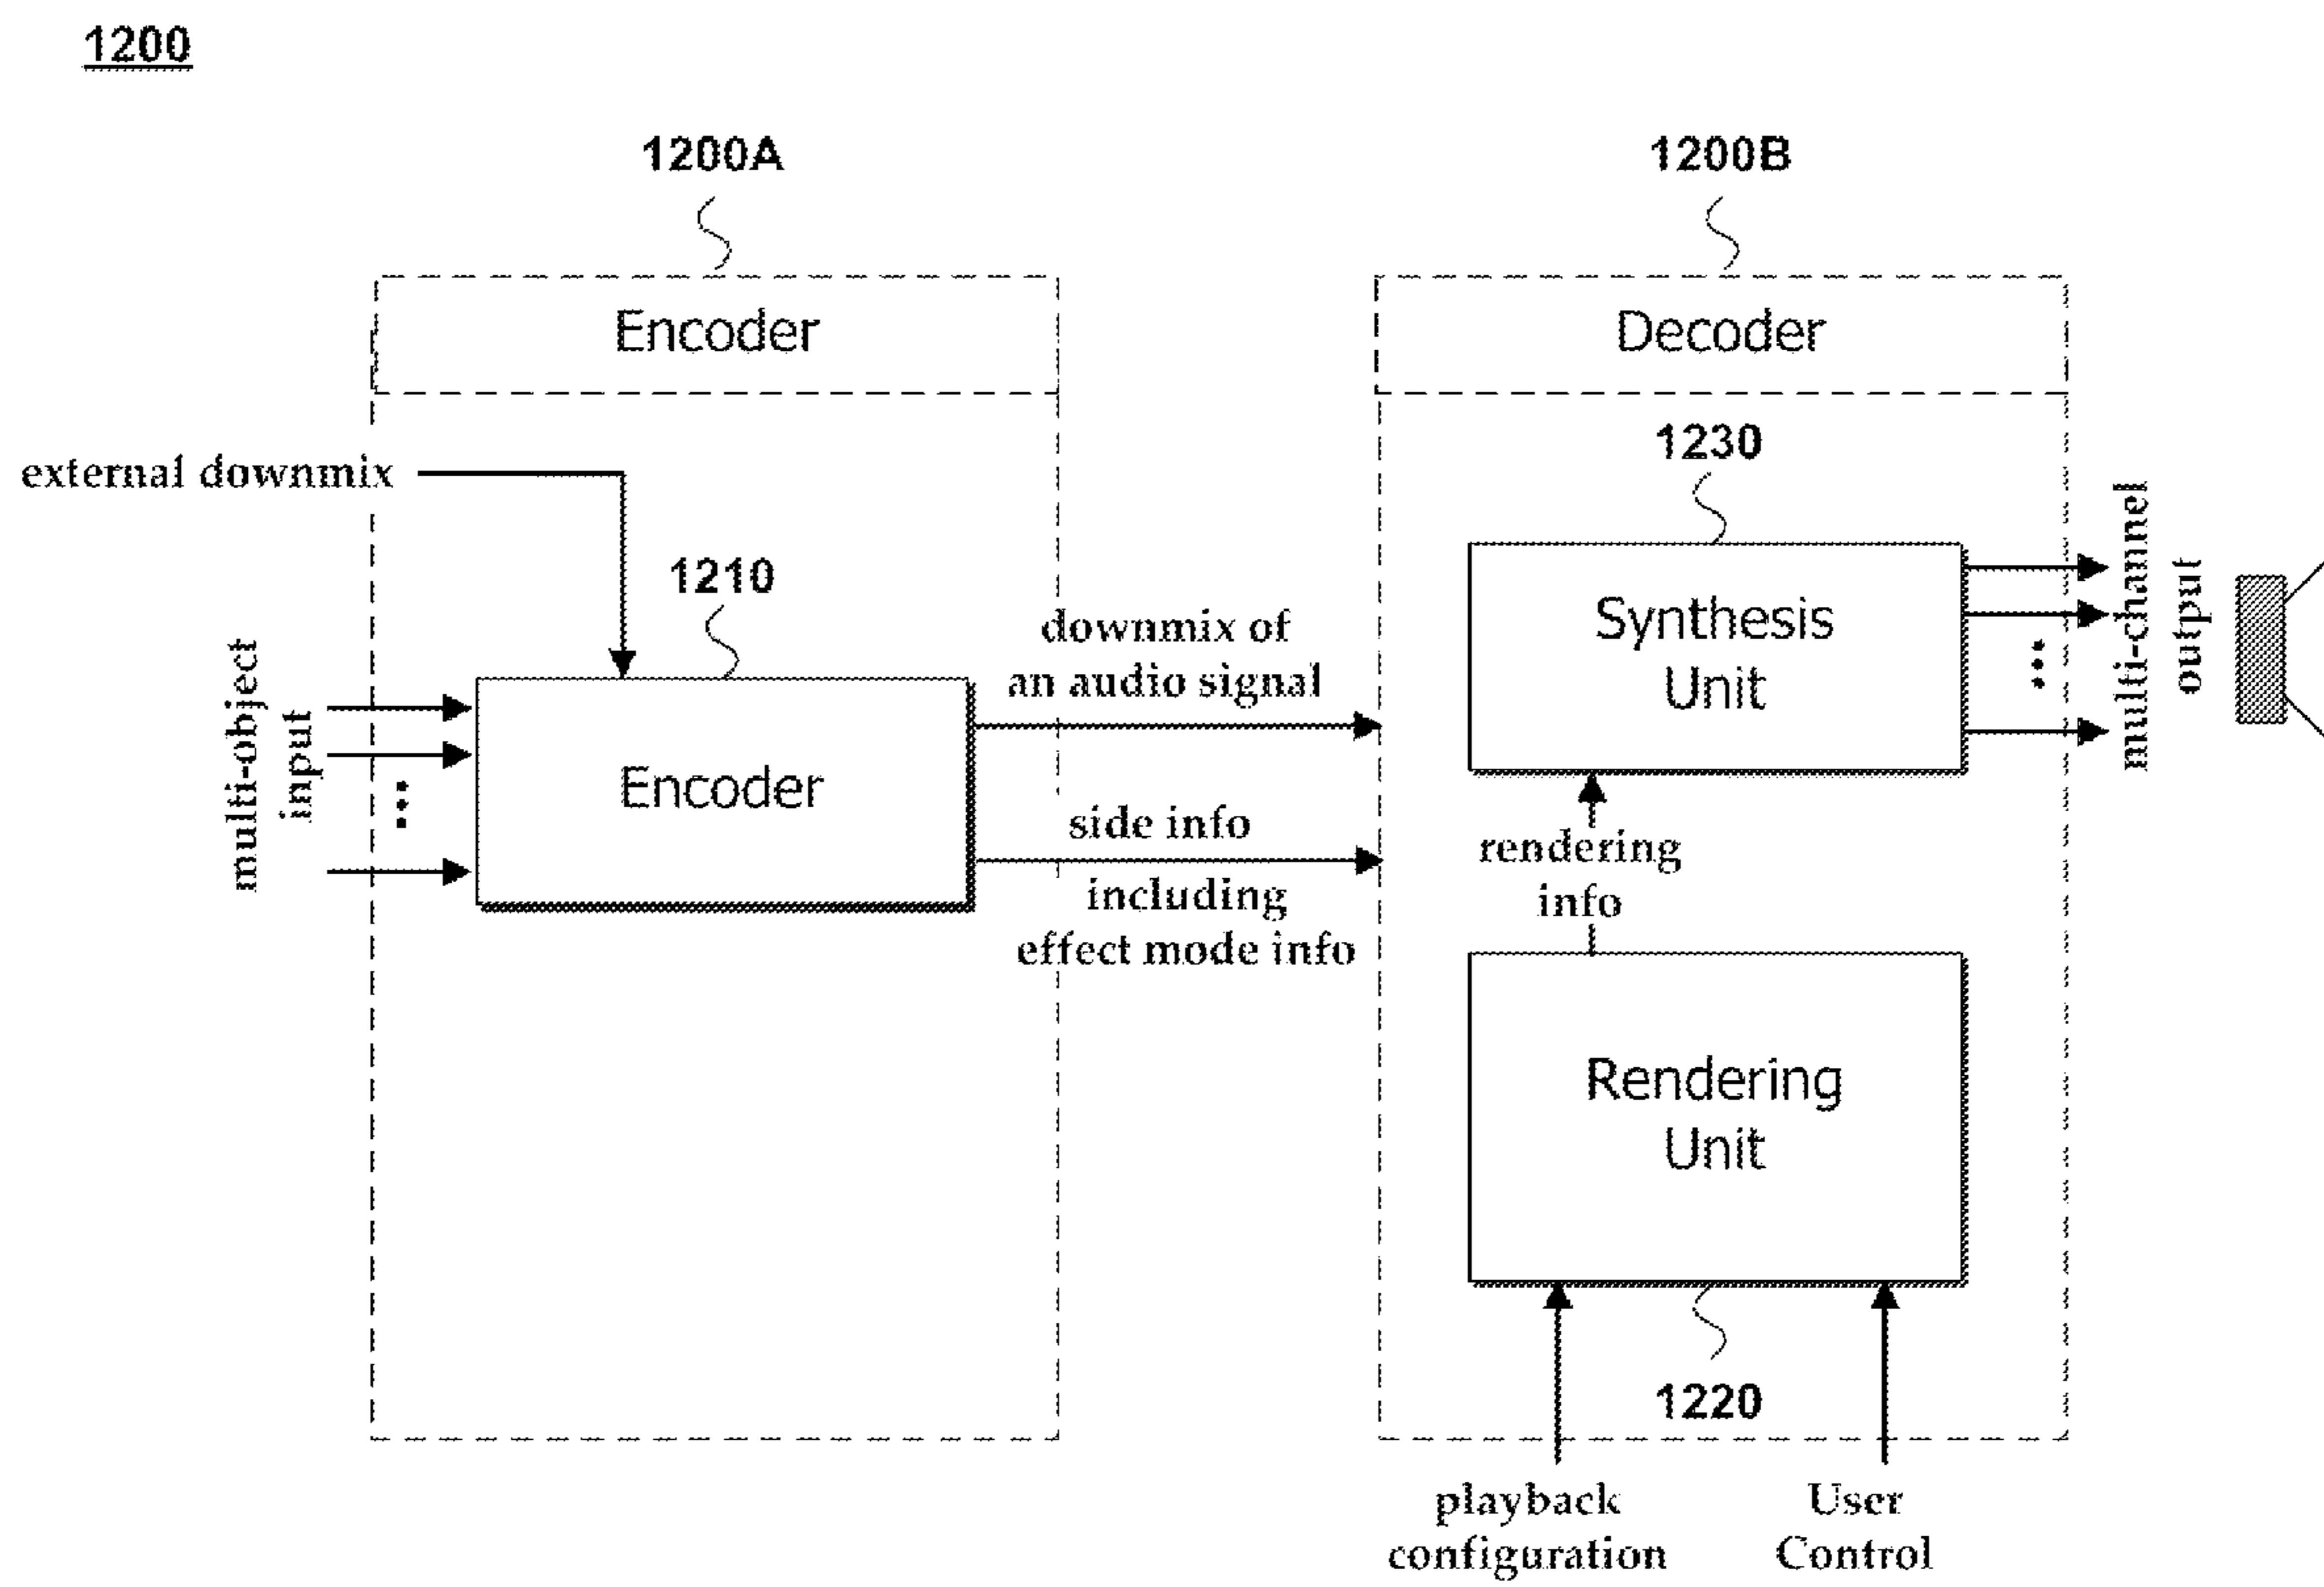 1200
1200A
1200B
Encoder
Decoder
external downmix
1230
1210
multi-object
input
Encoder
downmix of
an audio signal
side info
including
effect mode info
Synthesis
Unit
multi-channel
output
rendering
info
Rendering
Unit
1220
playback
configuration
User
Control